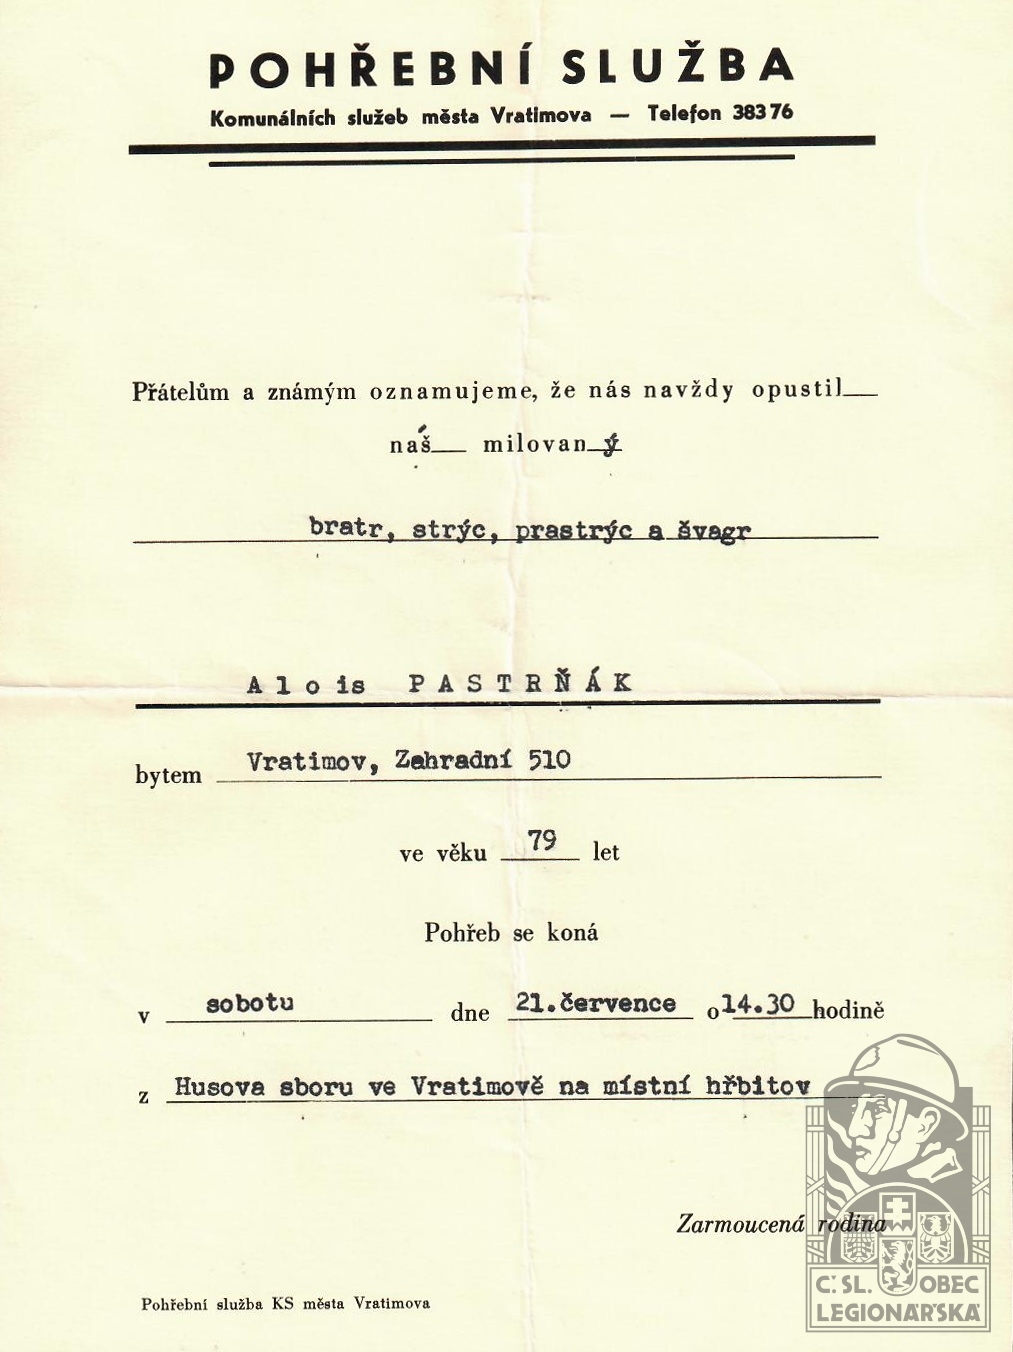 POHŘEBNÍ SLUŽBA
Komunálních služeb města Vratimova — Telefon 383 76
Přátelům a známým oznamujeme, že nás navždy opustil
náš milovaný
bratr, strýc, prastrýc a švagr
Alois PASTRŇÁK
bytem Vratimov, Zahradní 510
ve věku 79 let
Pohřeb se koná
v sobotu dne 21.července o 14.30 hodině
z Husova sboru ve Vratimově na místní hřbitov
Zarmoucená rodina
Č.SL. OBEC
LEGIONÁŘSKÁ
Pohřební služba KS města Vratimova